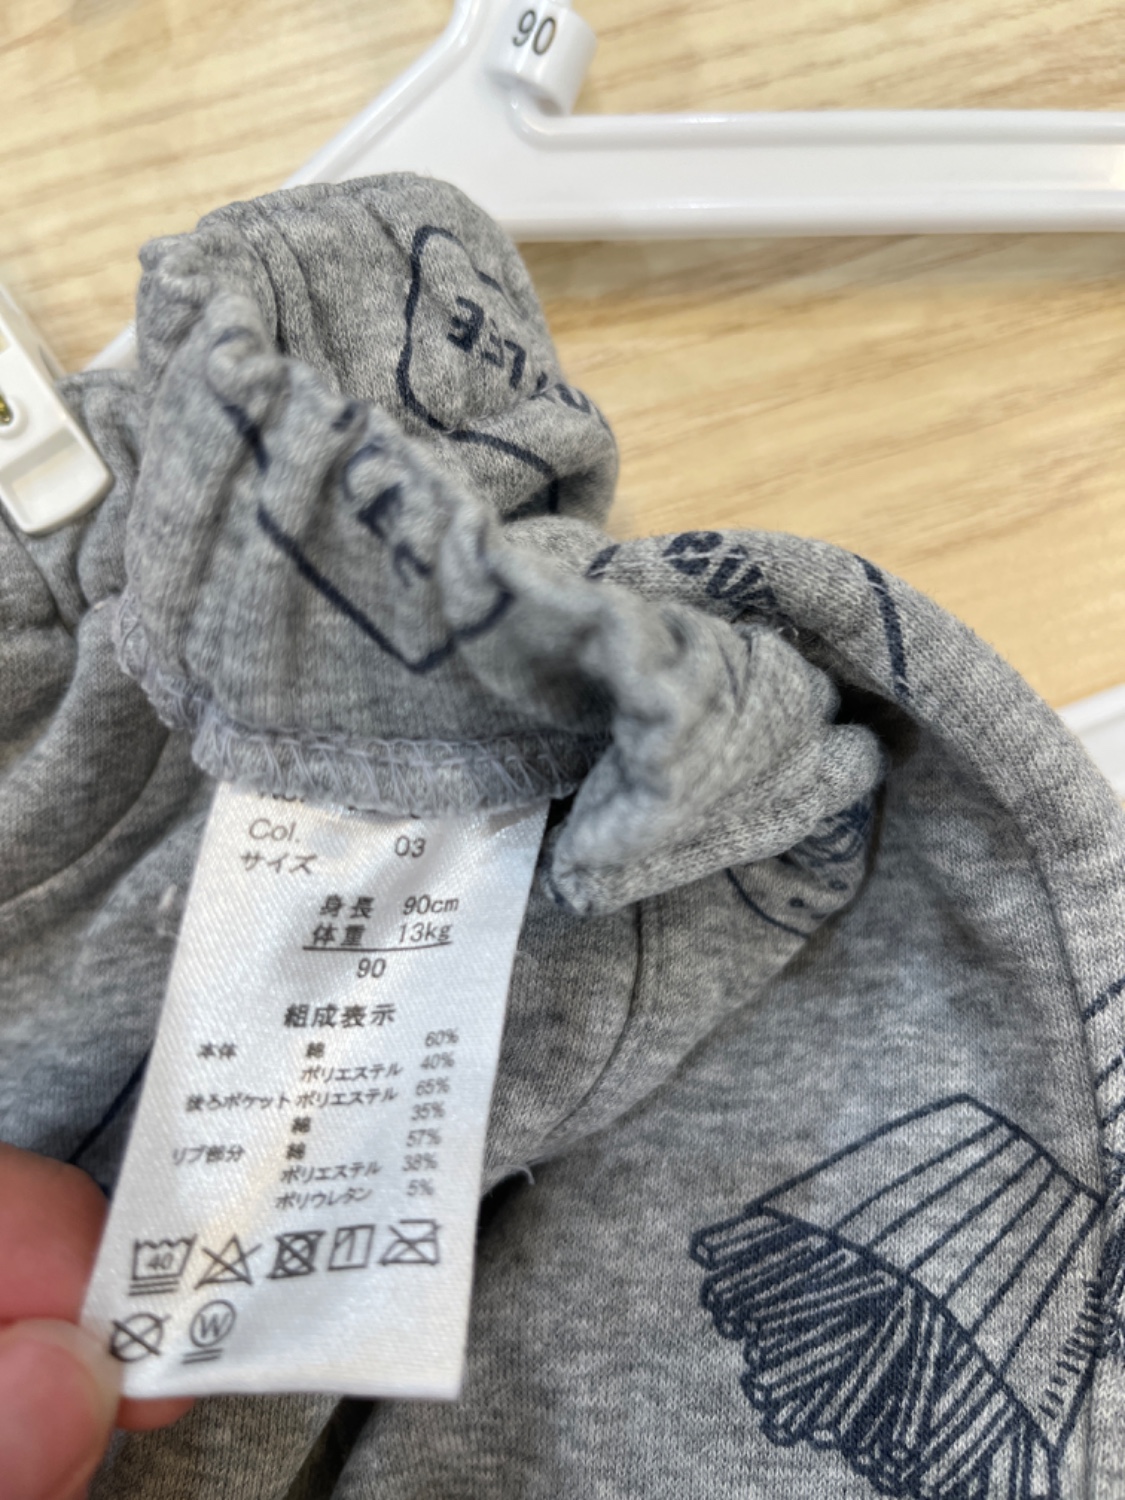 90
Col. 03
サイズ
身長 90cm
体重 13kg
90
組成表示
本体 綿 60%
ポリエステル 40%
後ろポケット ポリエステル 65%
綿 35%
リブ部分 綿 57%
ポリエステル 38%
ポリウレタン 5%
40
W